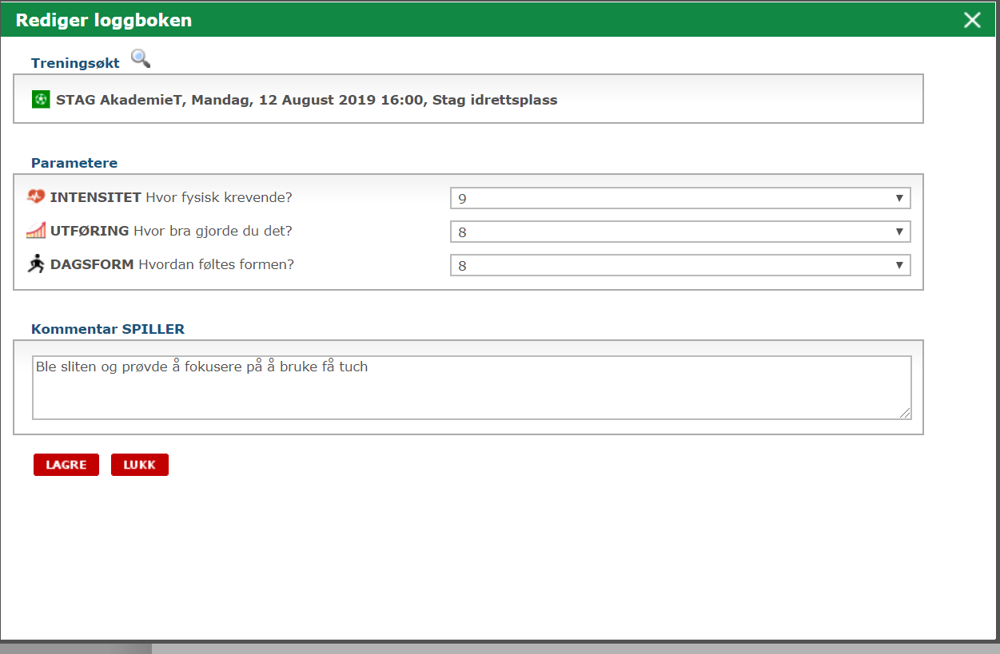 Rediger loggboken
Treningsøkt
STAG AkademieT, Mandag, 12 August 2019 16:00, Stag idrettsplass
Parametere
INTENSITET Hvor fysisk krevende? 9
UTFØRING Hvor bra gjorde du det? 8
DAGSFORM Hvordan føltes formen? 8
Kommentar SPILLER
Ble sliten og prøvde å fokusere på å bruke få tuch
LAGRE LUKK